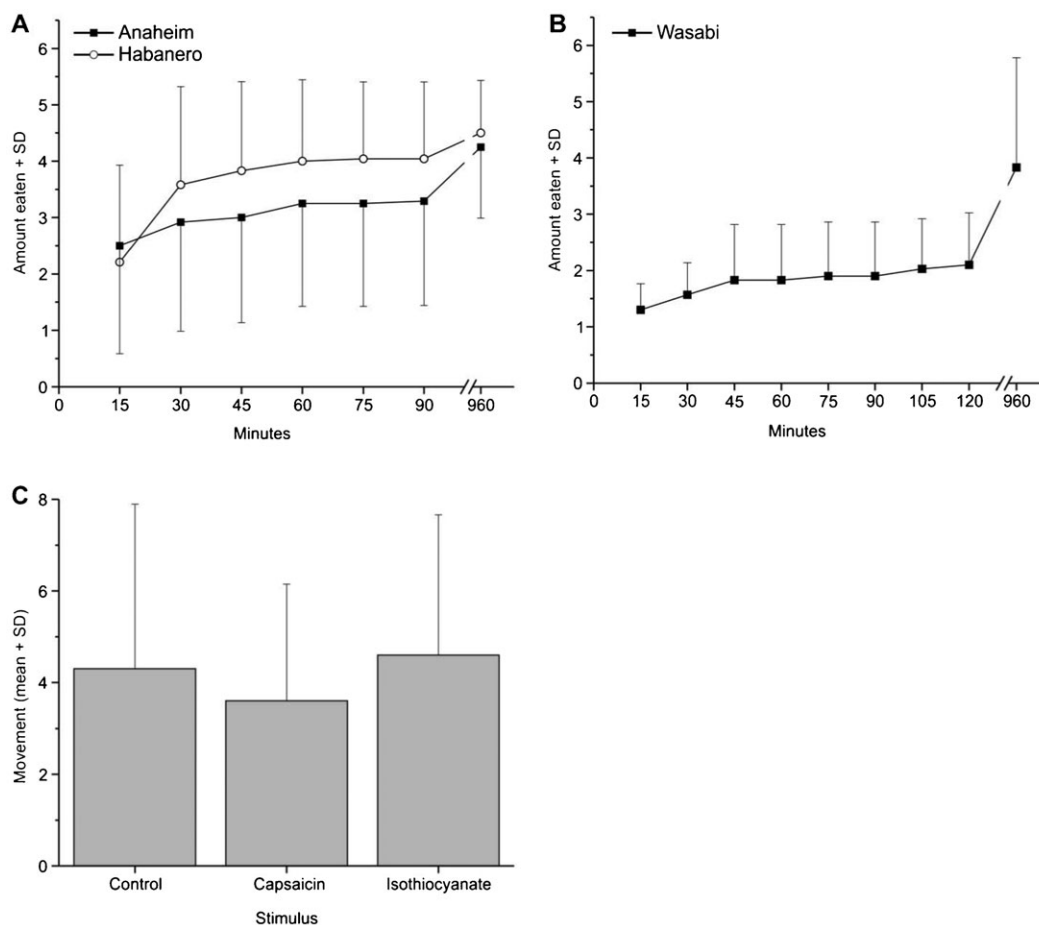 A
Anaheim
Habanero
Amount eaten + SD
6
5
4
3
2
1
0
0 15 30 45 60 75 90 960
Minutes
B
Wasabi
Amount eaten + SD
6
5
4
3
2
1
0
0 15 30 45 60 75 90 105 120 960
Minutes
C
Movement (mean + SD)
8
6
4
2
0
Control Capsaicin Isothiocyanate
Stimulus